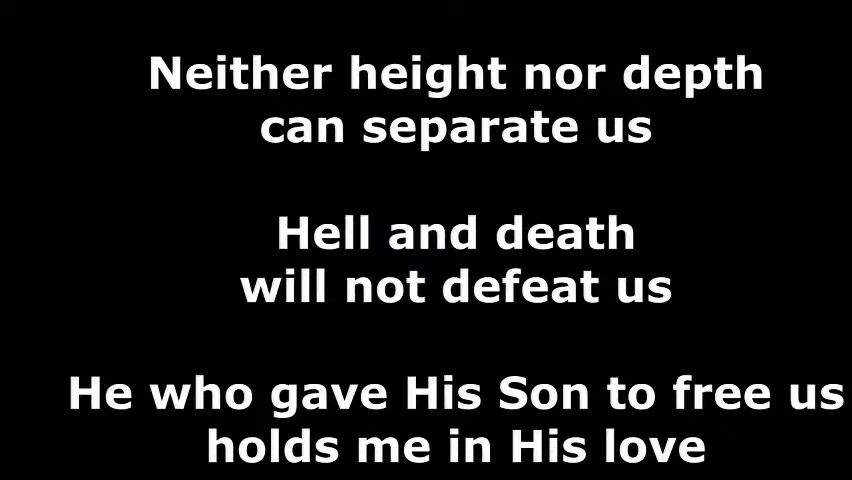 Neither height nor depth
can separate us
Hell and death
will not defeat us
He who gave His Son to free us
holds me in His love